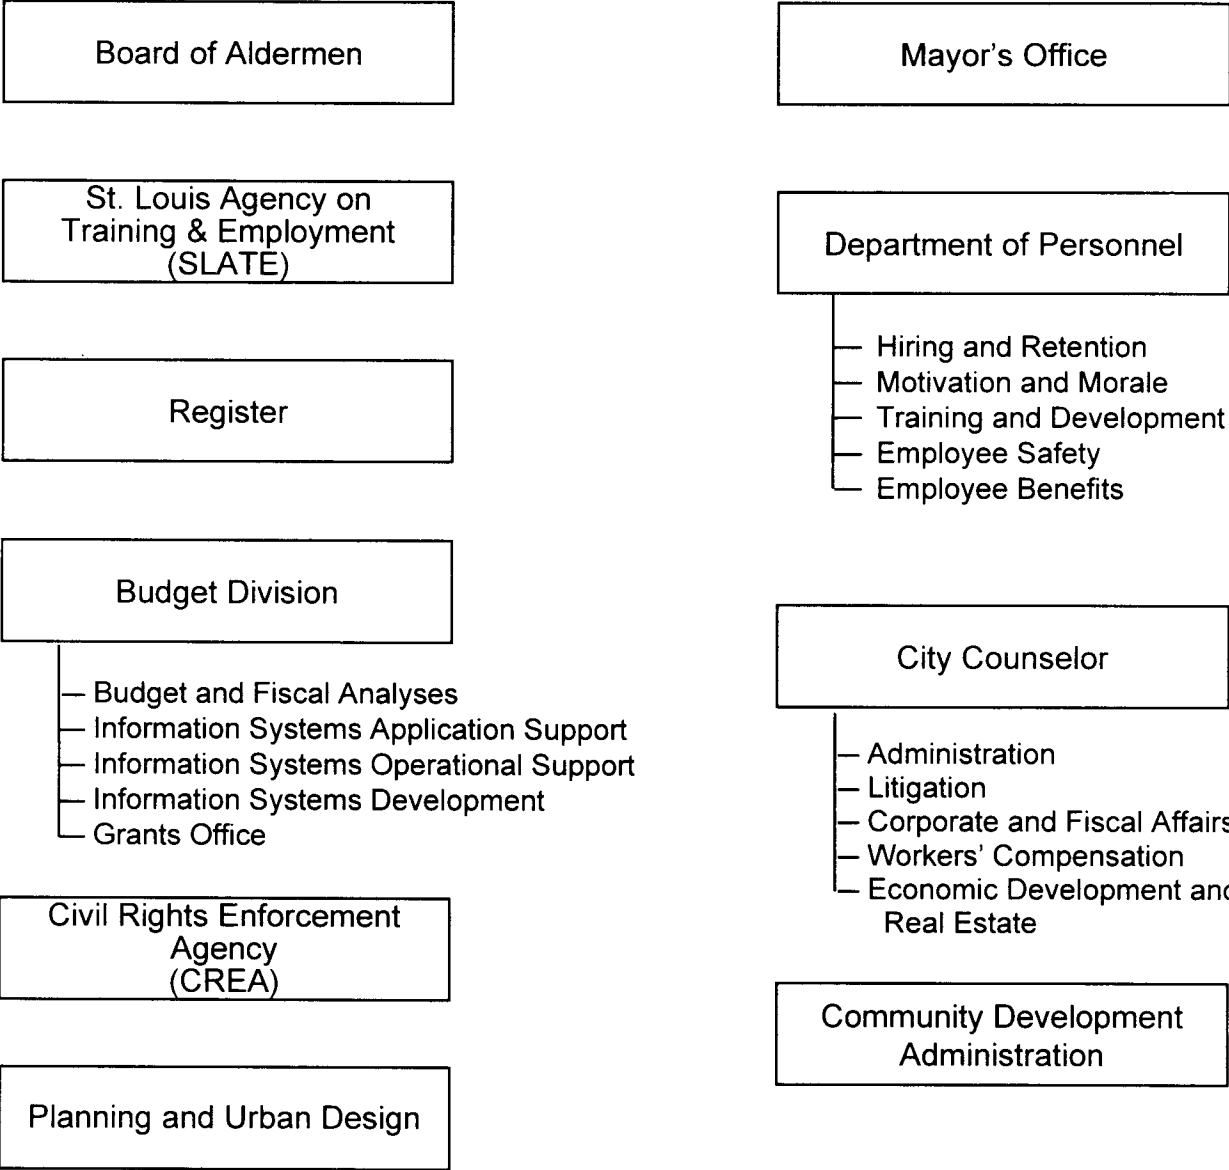 Board of Aldermen
St. Louis Agency on
Training & Employment
(SLATE)
Register
Budget Division
Budget and Fiscal Analyses
Information Systems Application Support
Information Systems Operational Support
Information Systems Development
Grants Office
Civil Rights Enforcement
Agency
(CREA)
Planning and Urban Design
Mayor's Office
Department of Personnel
Hiring and Retention
Motivation and Morale
Training and Development
Employee Safety
Employee Benefits
City Counselor
Administration
Litigation
Corporate and Fiscal Affairs
Workers' Compensation
Economic Development and
Real Estate
Community Development
Administration